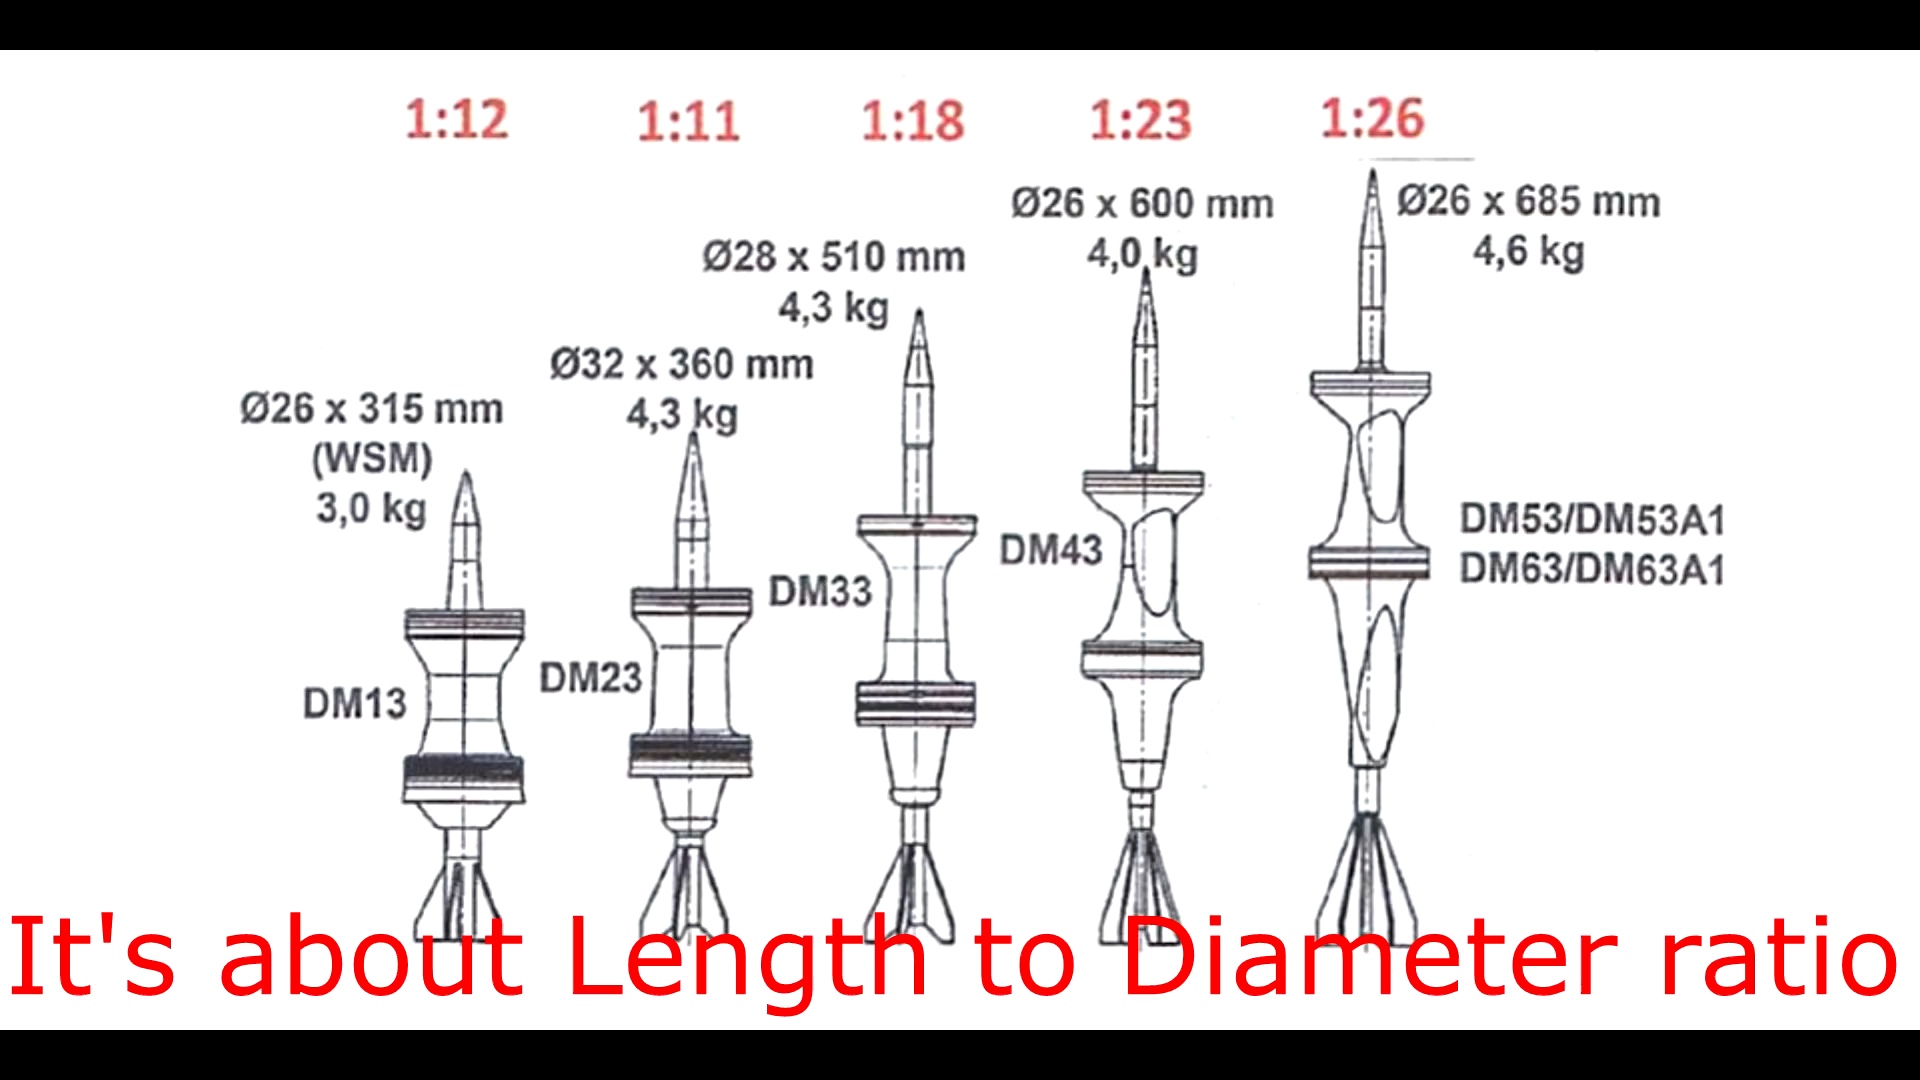 1:12
1:11
1:18
1:23
1:26
Ø26 x 315 mm
(WSM)
3,0 kg
DM13
Ø32 x 360 mm
4,3 kg
DM23
Ø28 x 510 mm
4,3 kg
DM33
Ø26 x 600 mm
4,0 kg
DM43
Ø26 x 685 mm
4,6 kg
DM53/DM53A1
DM63/DM63A1
It's about Length to Diameter ratio